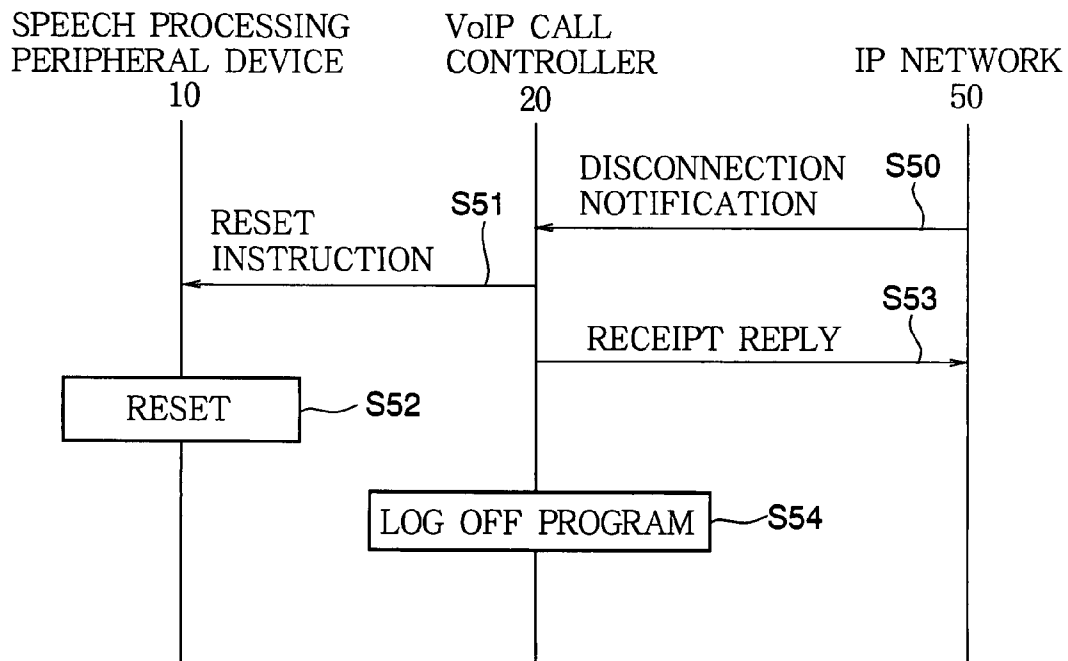 SPEECH PROCESSING
PERIPHERAL DEVICE
10
VoIP CALL
CONTROLLER
20
IP NETWORK
50
DISCONNECTION
NOTIFICATION
S50
RESET
INSTRUCTION
S51
RECEIPT REPLY
S53
RESET
S52
LOG OFF PROGRAM
S54